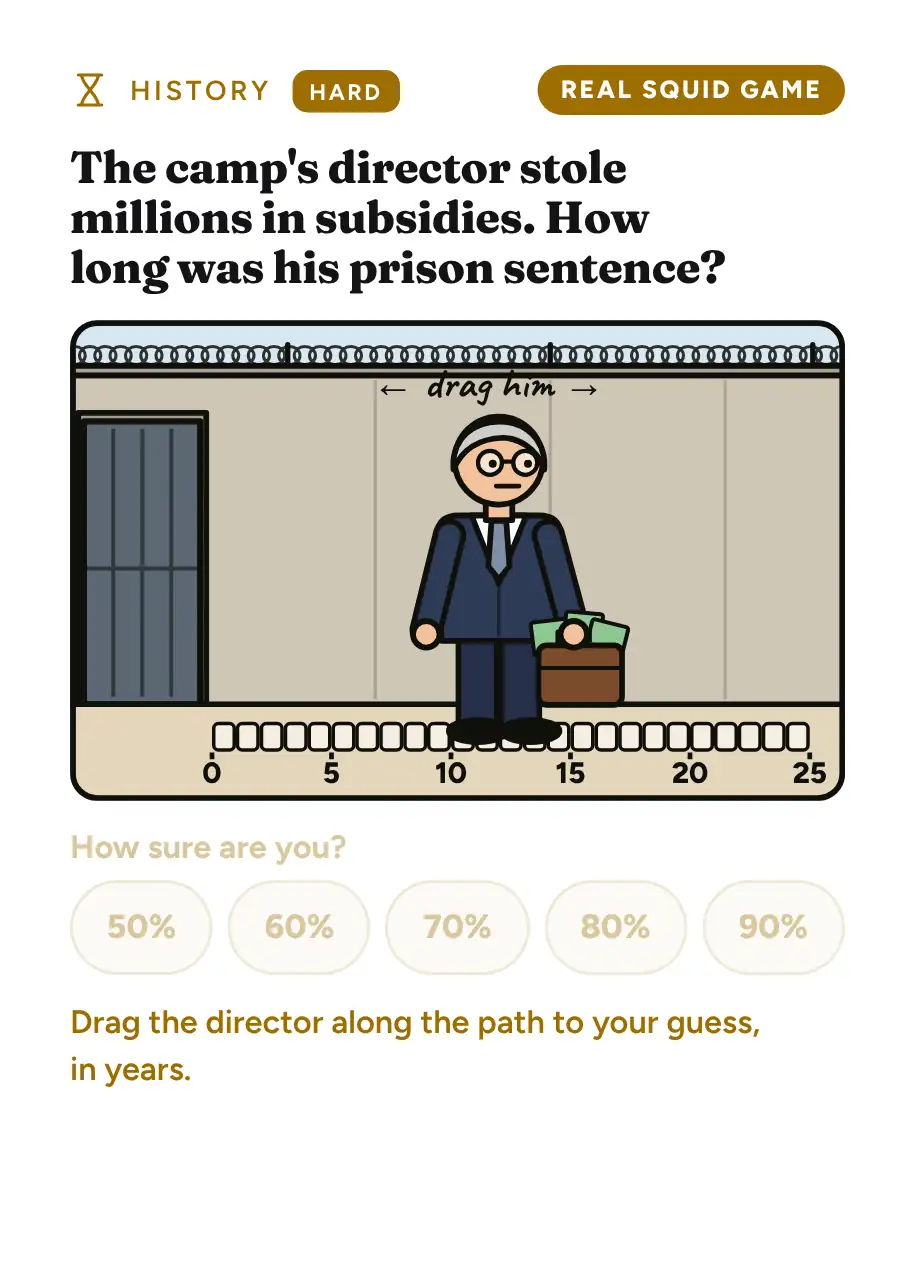 HISTORY HARD REAL SQUID GAME
The camp's director stole
millions in subsidies. How
long was his prison sentence?
← drag him →
0 5 10 15 20 25
How sure are you?
50% 60% 70% 80% 90%
Drag the director along the path to your guess,
in years.